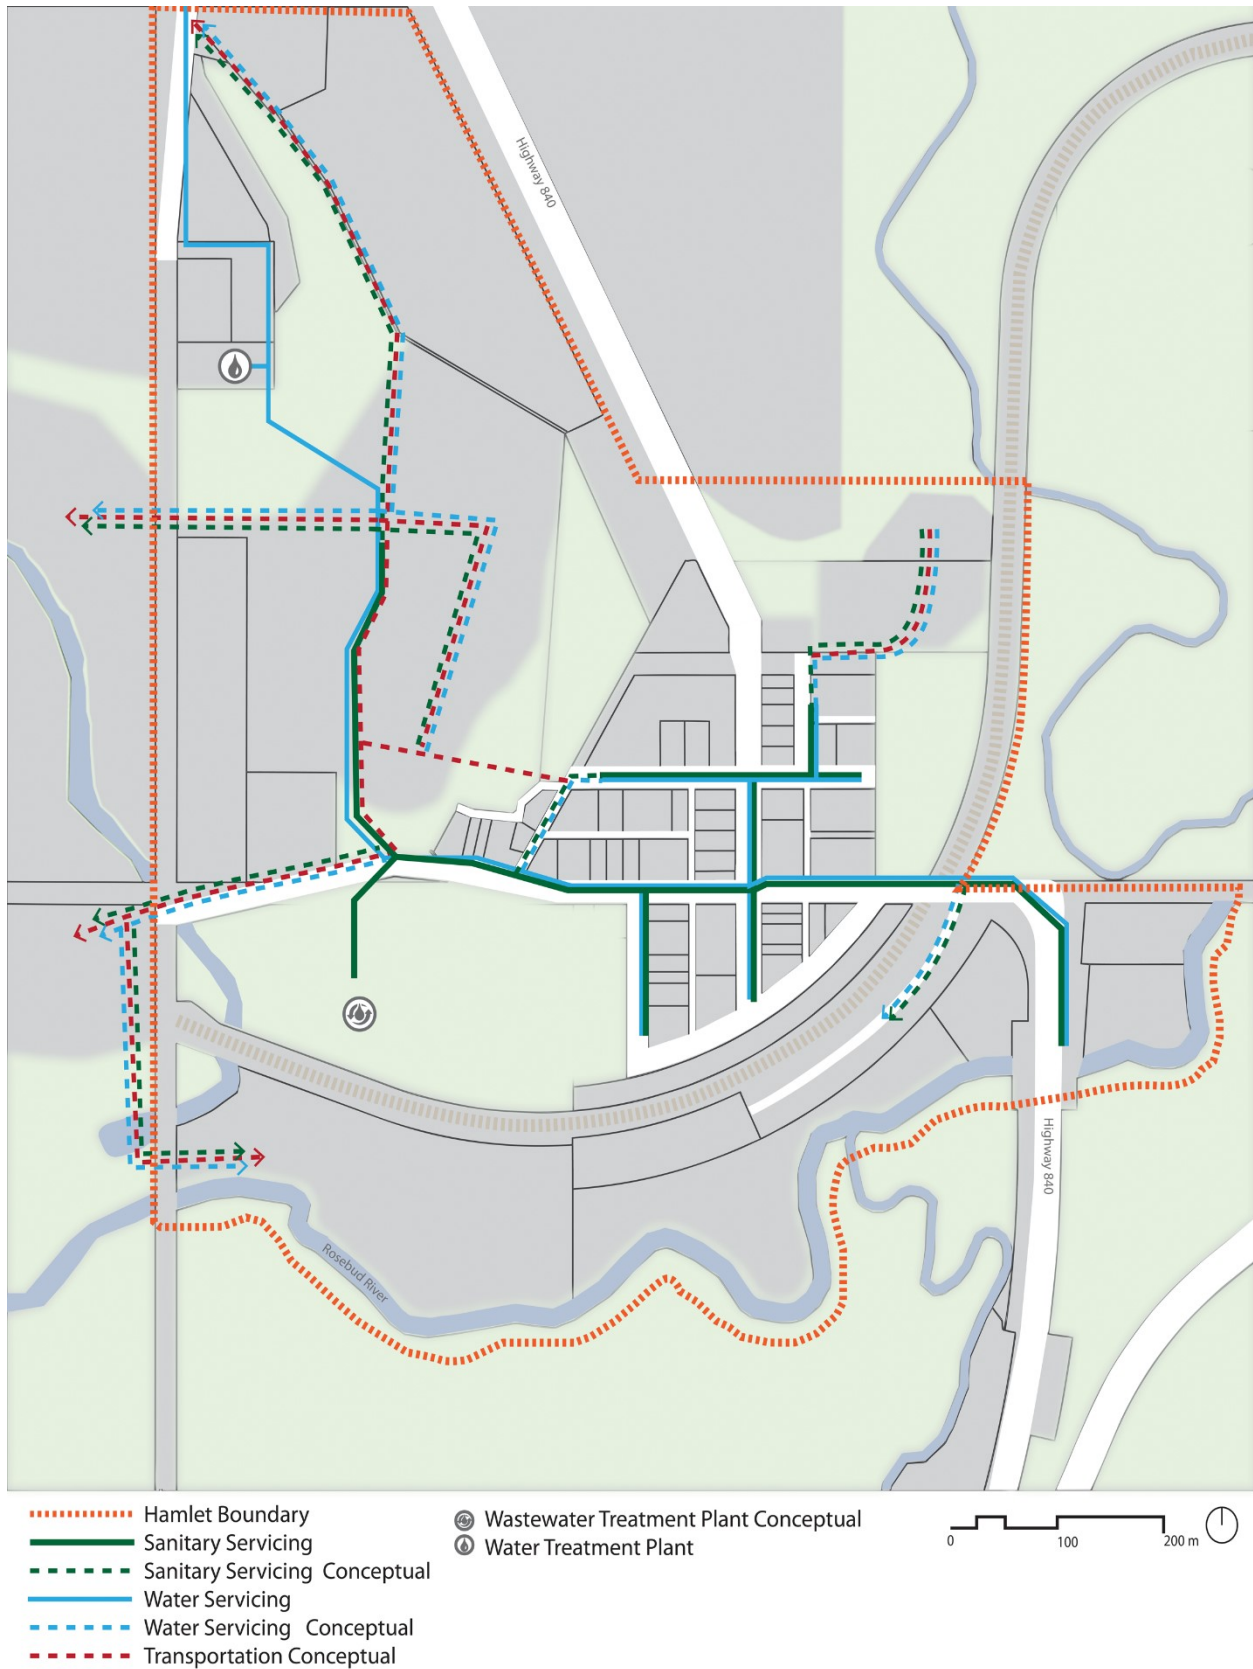 Highway 840
Highway 840
Rosebud River
Hamlet Boundary
Sanitary Servicing
Sanitary Servicing Conceptual
Water Servicing
Water Servicing Conceptual
Transportation Conceptual
Wastewater Treatment Plant Conceptual
Water Treatment Plant
0 100 200 m